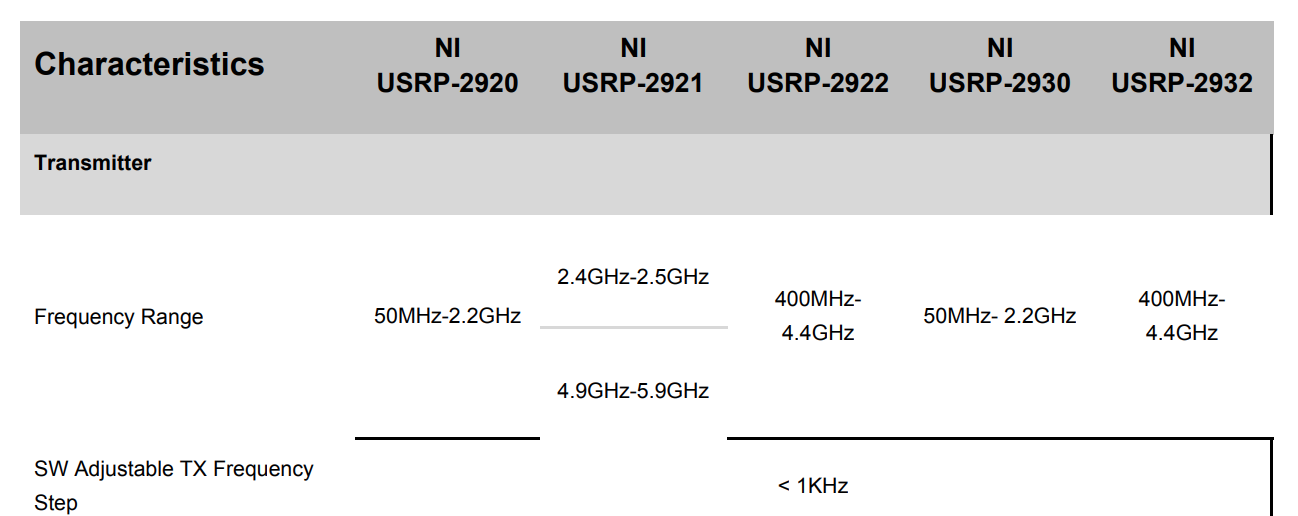 Characteristics
NI
USRP-2920
NI
USRP-2921
NI
USRP-2922
NI
USRP-2930
NI
USRP-2932
Transmitter
Frequency Range
50MHz-2.2GHz
2.4GHz-2.5GHz
4.9GHz-5.9GHz
400MHz-
4.4GHz
50MHz- 2.2GHz
400MHz-
4.4GHz
SW Adjustable TX Frequency
Step
< 1KHz